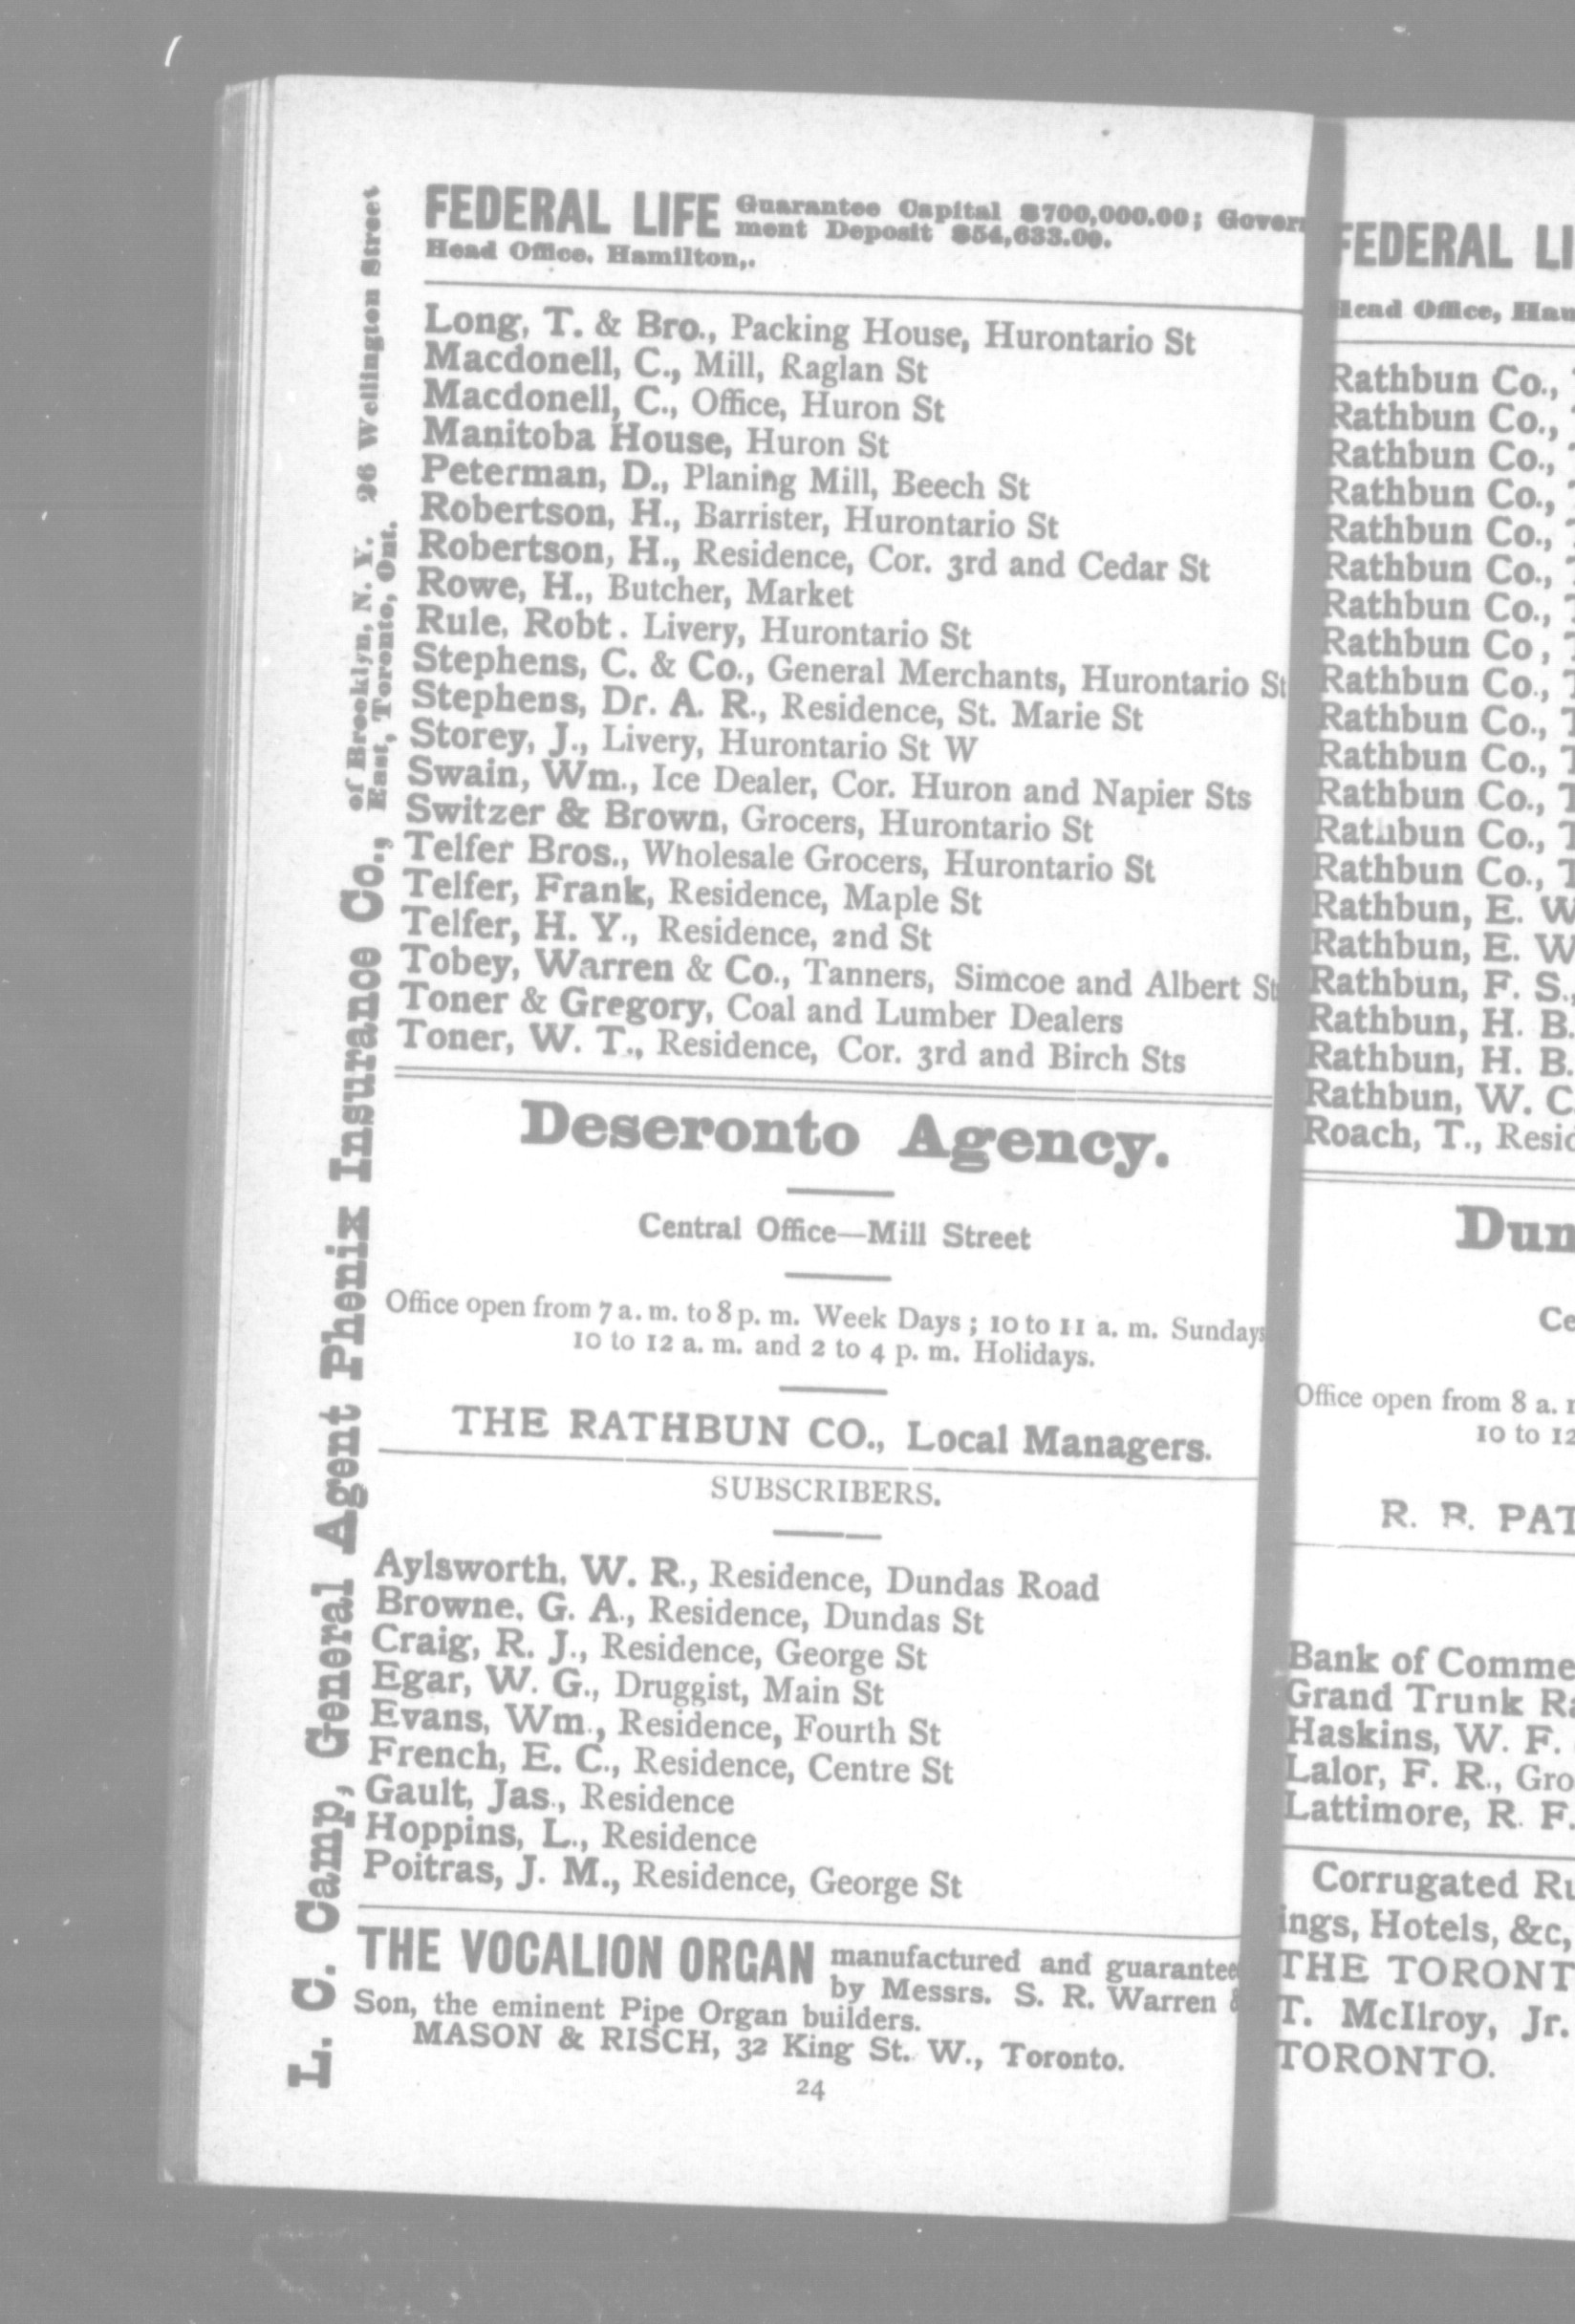 FEDERAL LIFE Guarantee Capital $700,000.00; Govern
ment Deposit $54,633.00.
Head Office, Hamilton,.
Long, T. & Bro., Packing House, Hurontario St
Macdonell, C., Mill, Raglan St
Macdonell, C., Office, Huron St
Manitoba House, Huron St
Peterman, D., Planing Mill, Beech St
Robertson, H., Barrister, Hurontario St
Robertson, H., Residence, Cor. 3rd and Cedar St
Rowe, H., Butcher, Market
Rule, Robt. Livery, Hurontario St
Stephens, C. & Co., General Merchants, Hurontario St
Stephens, Dr. A. R., Residence, St. Marie St
Storey, J., Livery, Hurontario St W
Swain, Wm., Ice Dealer, Cor. Huron and Napier Sts
Switzer & Brown, Grocers, Hurontario St
Telfer Bros., Wholesale Grocers, Hurontario St
Telfer, Frank, Residence, Maple St
Telfer, H. Y., Residence, 2nd St
Tobey, Warren & Co., Tanners, Simcoe and Albert St
Toner & Gregory, Coal and Lumber Dealers
Toner, W. T., Residence, Cor. 3rd and Birch Sts
Deseronto Agency.
Central Office—Mill Street
Office open from 7 a. m. to 8 p. m. Week Days ; 10 to 11 a. m. Sundays
10 to 12 a. m. and 2 to 4 p. m. Holidays.
THE RATHBUN CO., Local Managers.
SUBSCRIBERS.
Aylsworth, W. R., Residence, Dundas Road
Browne, G. A., Residence, Dundas St
Craig, R. J., Residence, George St
Egar, W. G., Druggist, Main St
Evans, Wm., Residence, Fourth St
French, E. C., Residence, Centre St
Gault, Jas., Residence
Hoppins, L., Residence
Poitras, J. M., Residence, George St
THE VOCALION ORGAN manufactured and guarantee
by Messrs. S. R. Warren &
Son, the eminent Pipe Organ builders.
MASON & RISCH, 32 King St. W., Toronto.
24
L. C. Camp, General Agent Phenix Insurance Co., of Brooklyn, N. Y. 26 Wellington Street
East, Toronto, Ont.
FEDERAL LI
Head Office, Ham
Rathbun Co., T
Rathbun Co., T
Rathbun Co., T
Rathbun Co., T
Rathbun Co., T
Rathbun Co., T
Rathbun Co., T
Rathbun Co , T
Rathbun Co., T
Rathbun Co., T
Rathbun Co., T
Rathbun Co., T
Rathbun Co., T
Rathbun Co., T
Rathbun, E. W
Rathbun, E. W
Rathbun, F. S.,
Rathbun, H. B.
Rathbun, H. B.
Rathbun, W. C
Roach, T., Resid
Dun
Ce
Office open from 8 a. m
10 to 12
R. B. PAT
Bank of Comme
Grand Trunk Ra
Haskins, W. F.
Lalor, F. R., Gro
Lattimore, R. F.
Corrugated Ru
ings, Hotels, &c,
THE TORONT
T. McIlroy, Jr.
TORONTO.